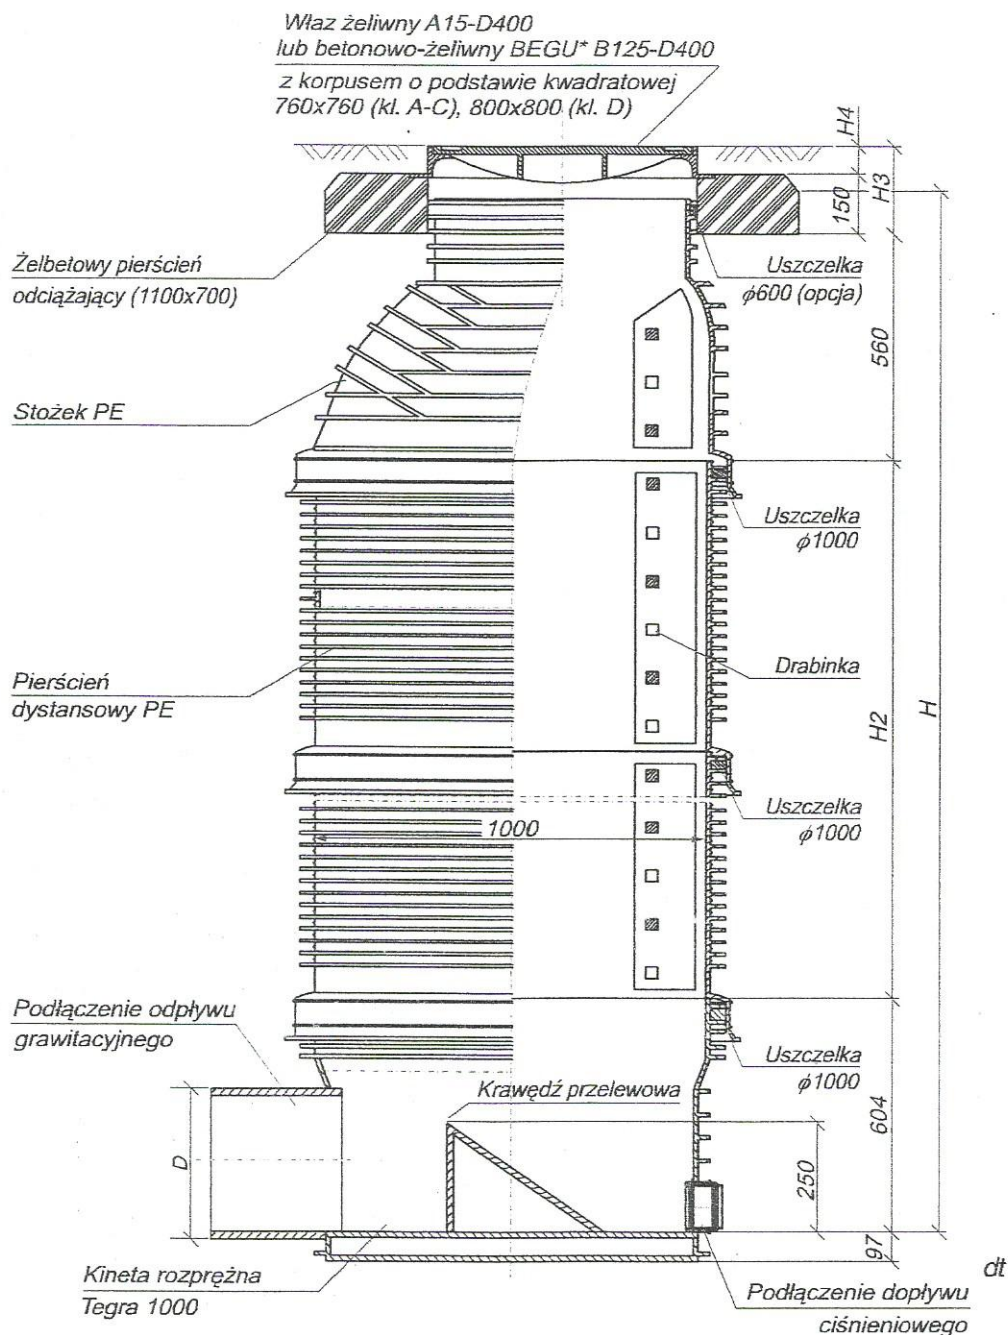 Właz żeliwny A15-D400
lub betonowo-żeliwny BEGU* B125-D400
z korpusem o podstawie kwadratowej
760x760 (kl. A-C), 800x800 (kl. D)
H4
H3
150
Żelbetowy pierścień
odciążający (1100x700)
Uszczelka
ϕ600 (opcja)
560
Stożek PE
Uszczelka
ϕ1000
Drabinka
Pierścień
dystansowy PE
H2
H
1000
Uszczelka
ϕ1000
Podłączenie odpływu
grawitacyjnego
Uszczelka
ϕ1000
Krawędź przelewowa
604
D
250
97
Kineta rozprężna
Tegra 1000
Podłączenie dopływu
ciśnieniowego
dt